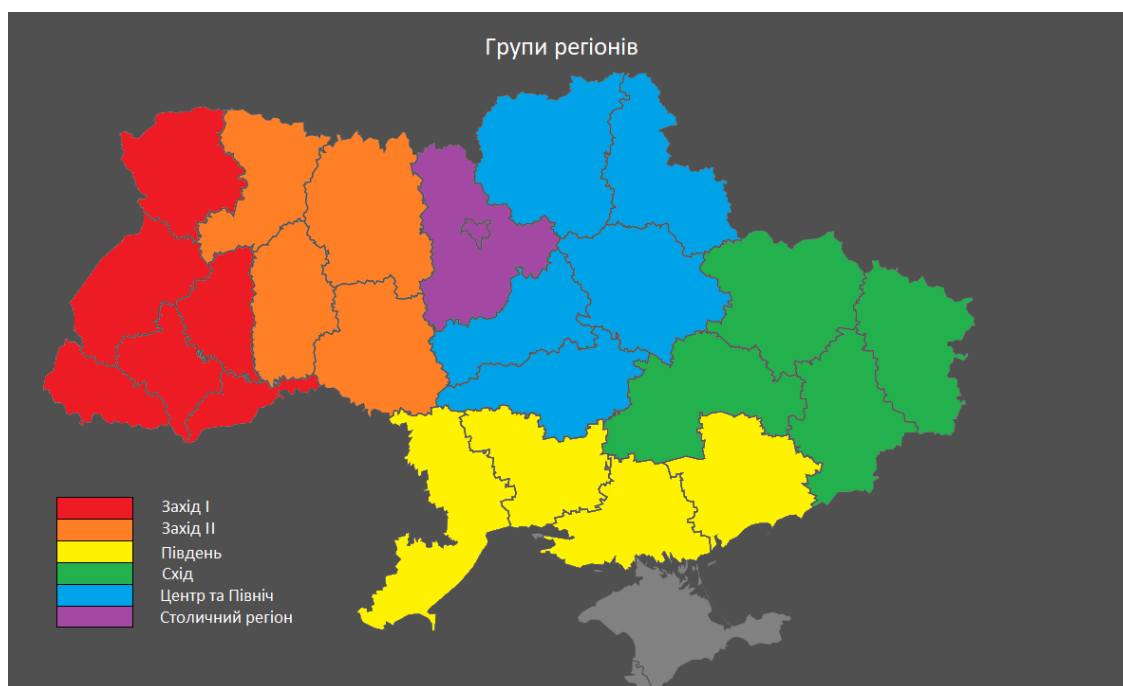 Групи регіонів
Захід I
Захід II
Південь
Схід
Центр та Північ
Столичний регіон